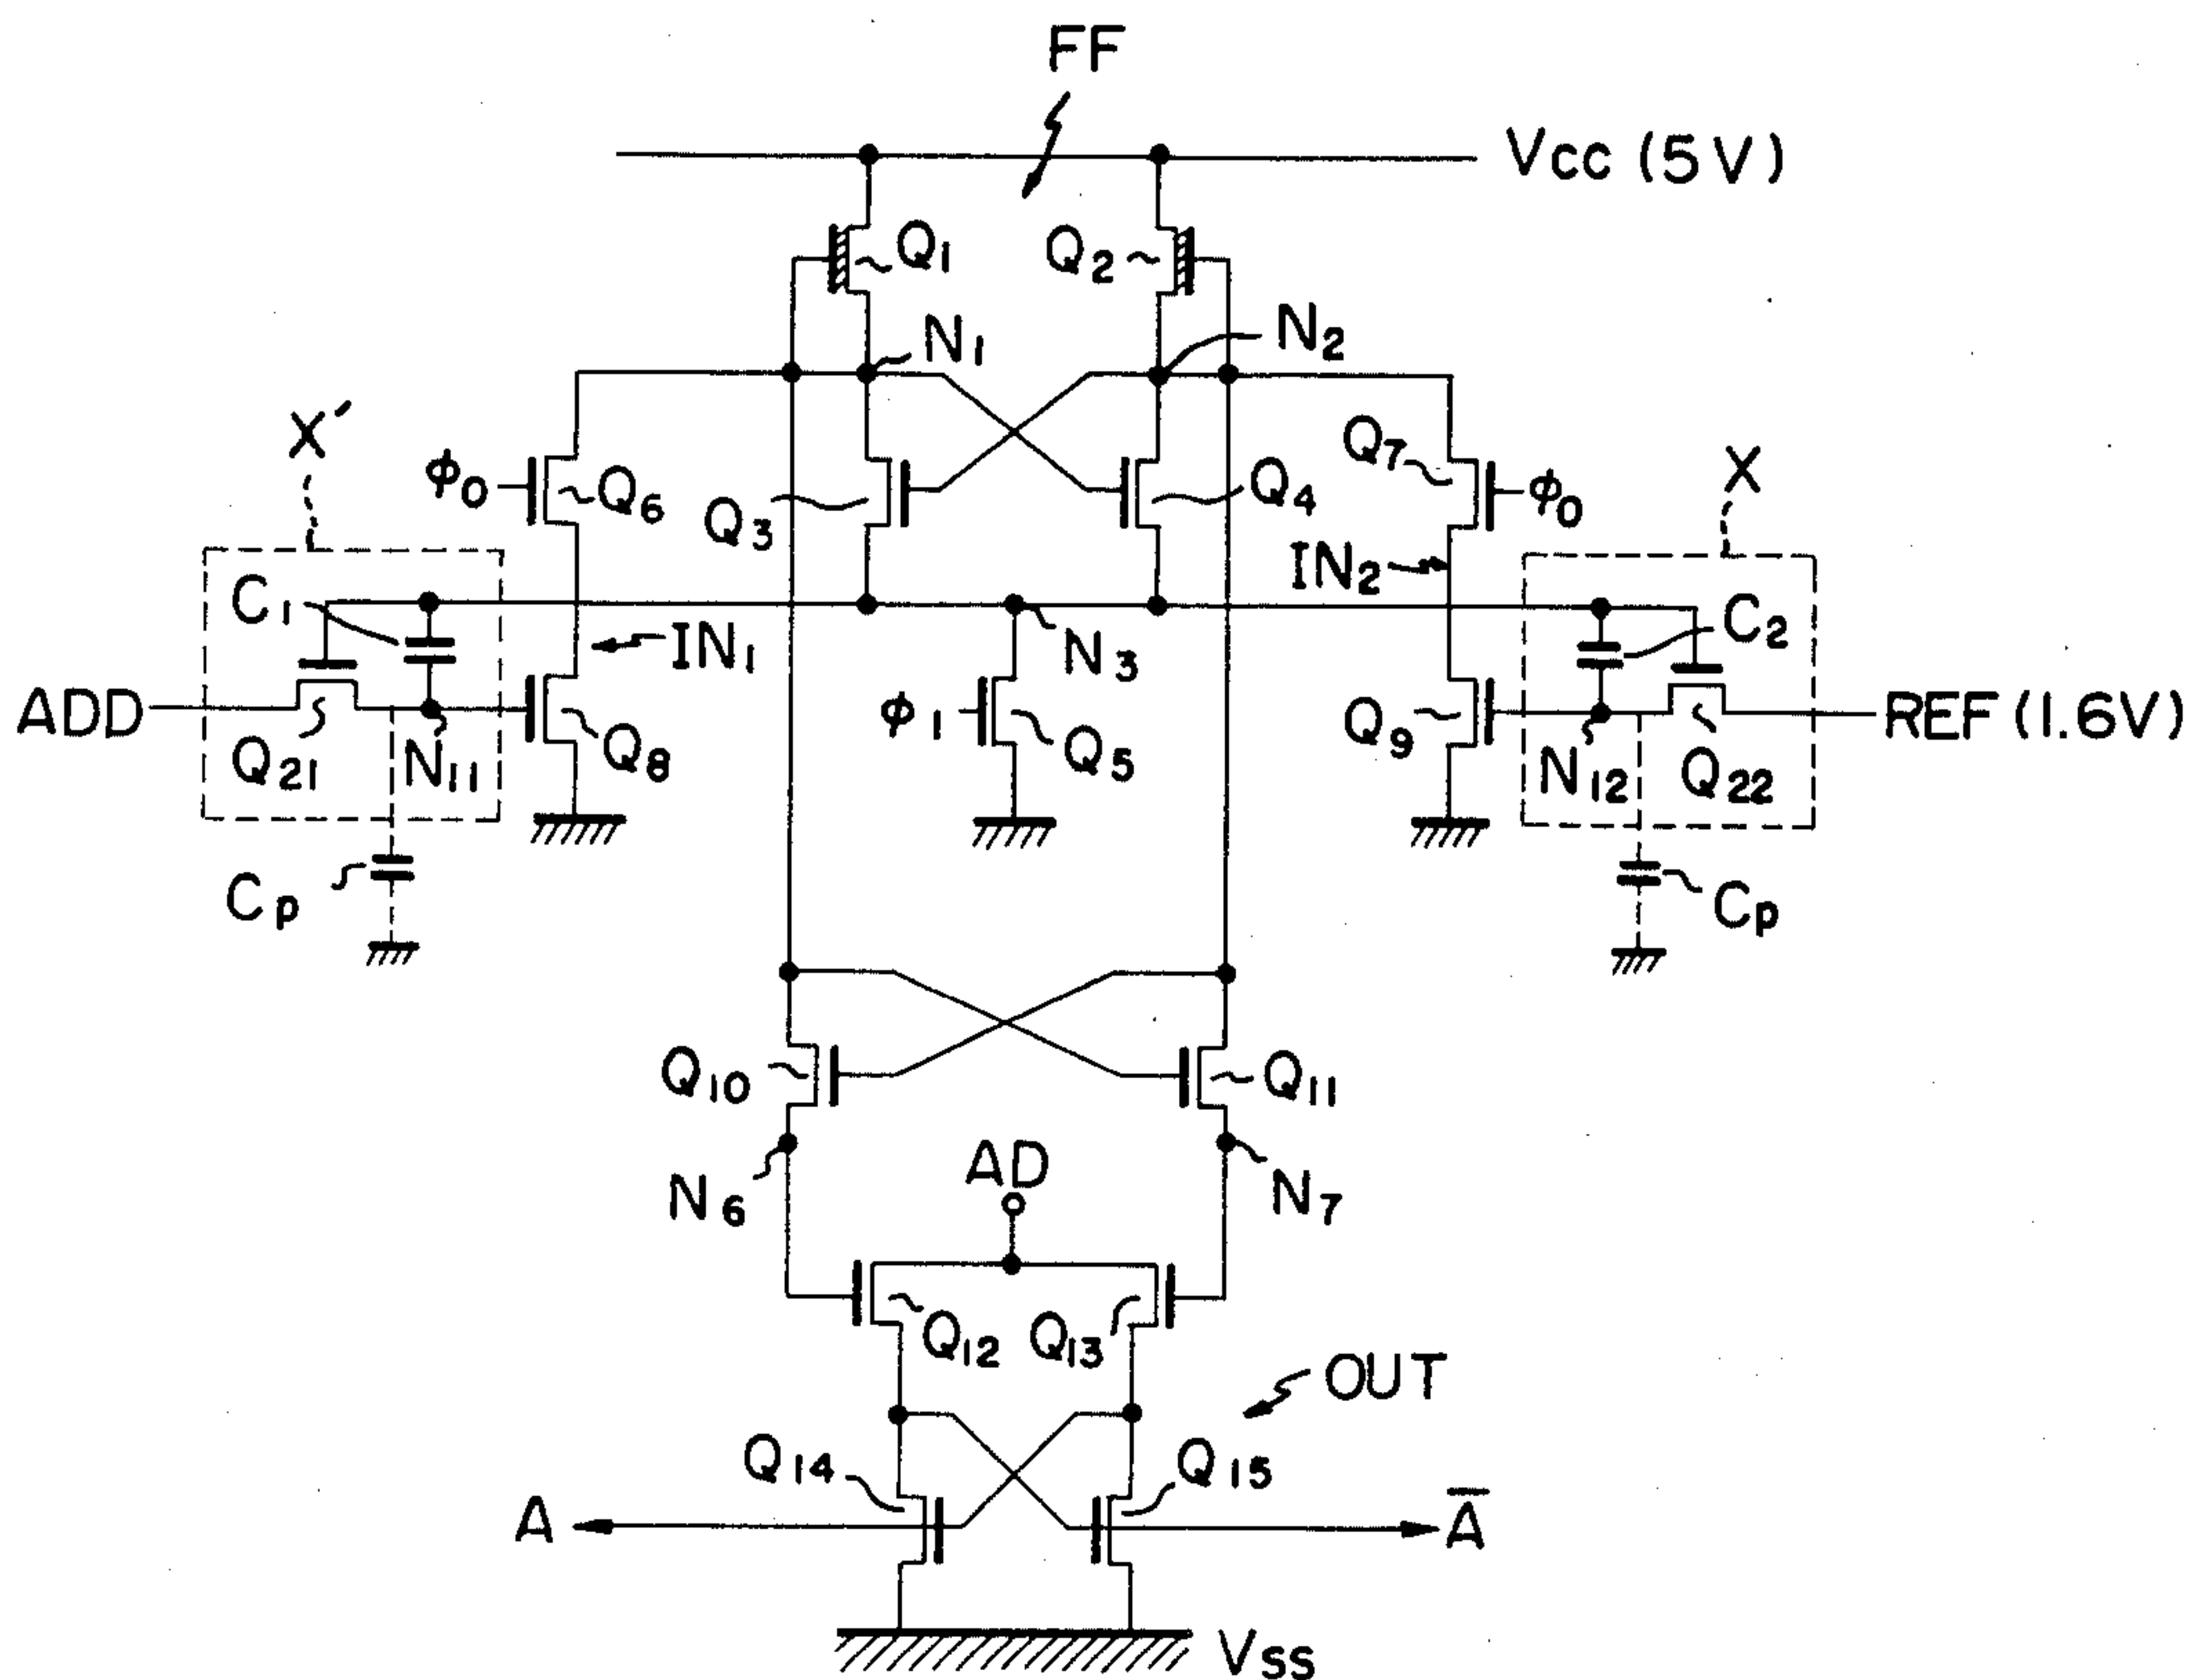 FF
Vcc (5V)
Q1
Q2
N1
N2
X′
φ0
Q6
Q3
Q4
Q7
φ0
X
C1
IN1
IN2
C2
N3
ADD
Q21
N11
Q8
φ1
Q5
Q9
N12
Q22
REF (1.6V)
Cp
Cp
Q10
Q11
N6
AD
N7
Q12
Q13
OUT
Q14
Q15
A
A̅
Vss